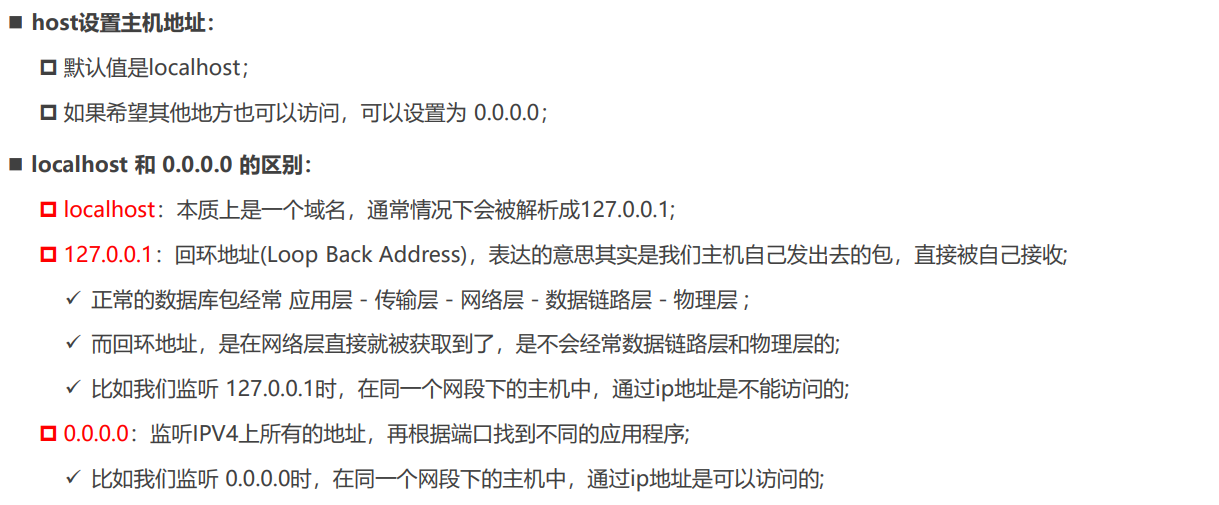 ■ host设置主机地址：
默认值是localhost；
如果希望其他地方也可以访问，可以设置为 0.0.0.0；
■ localhost 和 0.0.0.0 的区别：
localhost：本质上是一个域名，通常情况下会被解析成127.0.0.1;
127.0.0.1：回环地址(Loop Back Address)，表达的意思其实是我们主机自己发出去的包，直接被自己接收;
✓ 正常的数据库包经常 应用层 - 传输层 - 网络层 - 数据链路层 - 物理层 ;
✓ 而回环地址，是在网络层直接就被获取到了，是不会经常数据链路层和物理层的;
✓ 比如我们监听 127.0.0.1时，在同一个网段下的主机中，通过ip地址是不能访问的;
0.0.0.0：监听IPV4上所有的地址，再根据端口找到不同的应用程序;
✓ 比如我们监听 0.0.0.0时，在同一个网段下的主机中，通过ip地址是可以访问的;